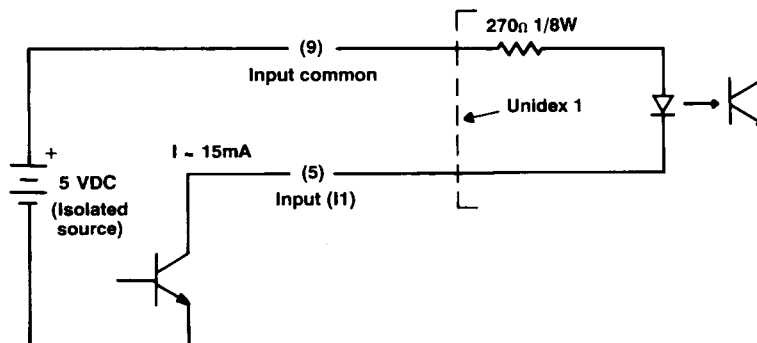 270Ω 1/8W
(9)
Input common
Unidex 1
I ~ 15mA
+
5 VDC
(Isolated
source)
(5)
Input (I1)